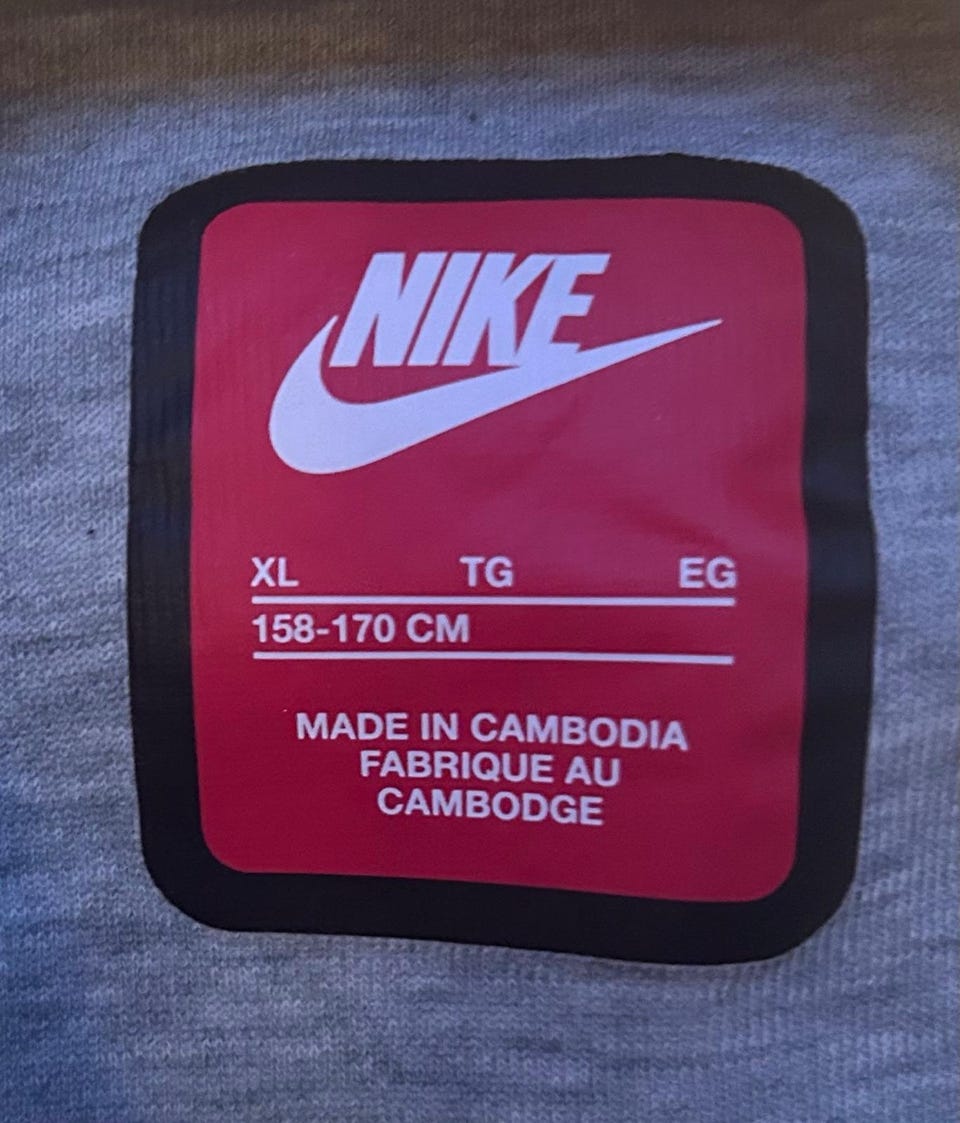 NIKE
XL TG EG
158-170 CM
MADE IN CAMBODIA
FABRIQUE AU
CAMBODGE